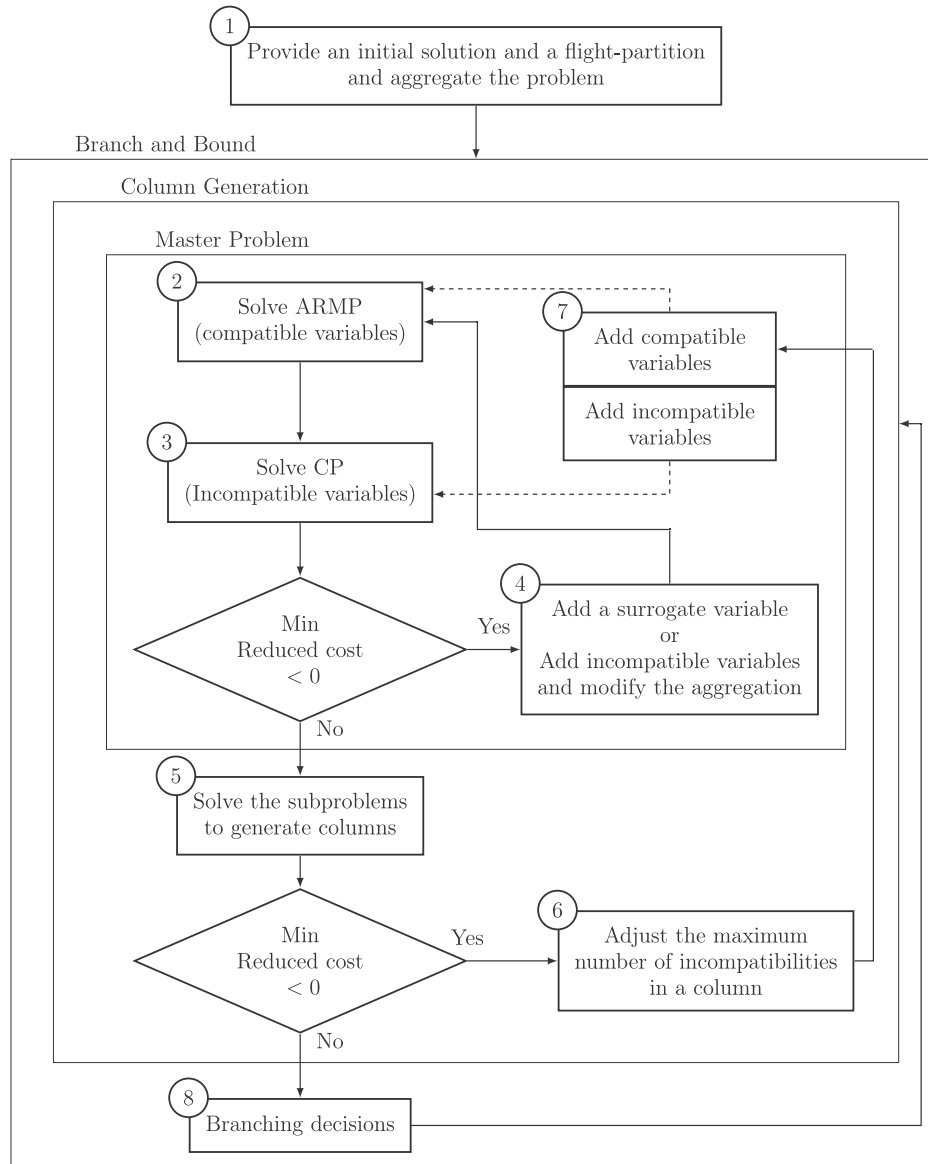 1
Provide an initial solution and a flight-partition
and aggregate the problem
Branch and Bound
Column Generation
Master Problem
2
Solve ARMP
(compatible variables)
7
Add compatible
variables
Add incompatible
variables
3
Solve CP
(Incompatible variables)
4
Add a surrogate variable
or
Add incompatible variables
and modify the aggregation
Min
Reduced cost
< 0
Yes
No
5
Solve the subproblems
to generate columns
6
Adjust the maximum
number of incompatibilities
in a column
Min
Reduced cost
< 0
Yes
No
8
Branching decisions